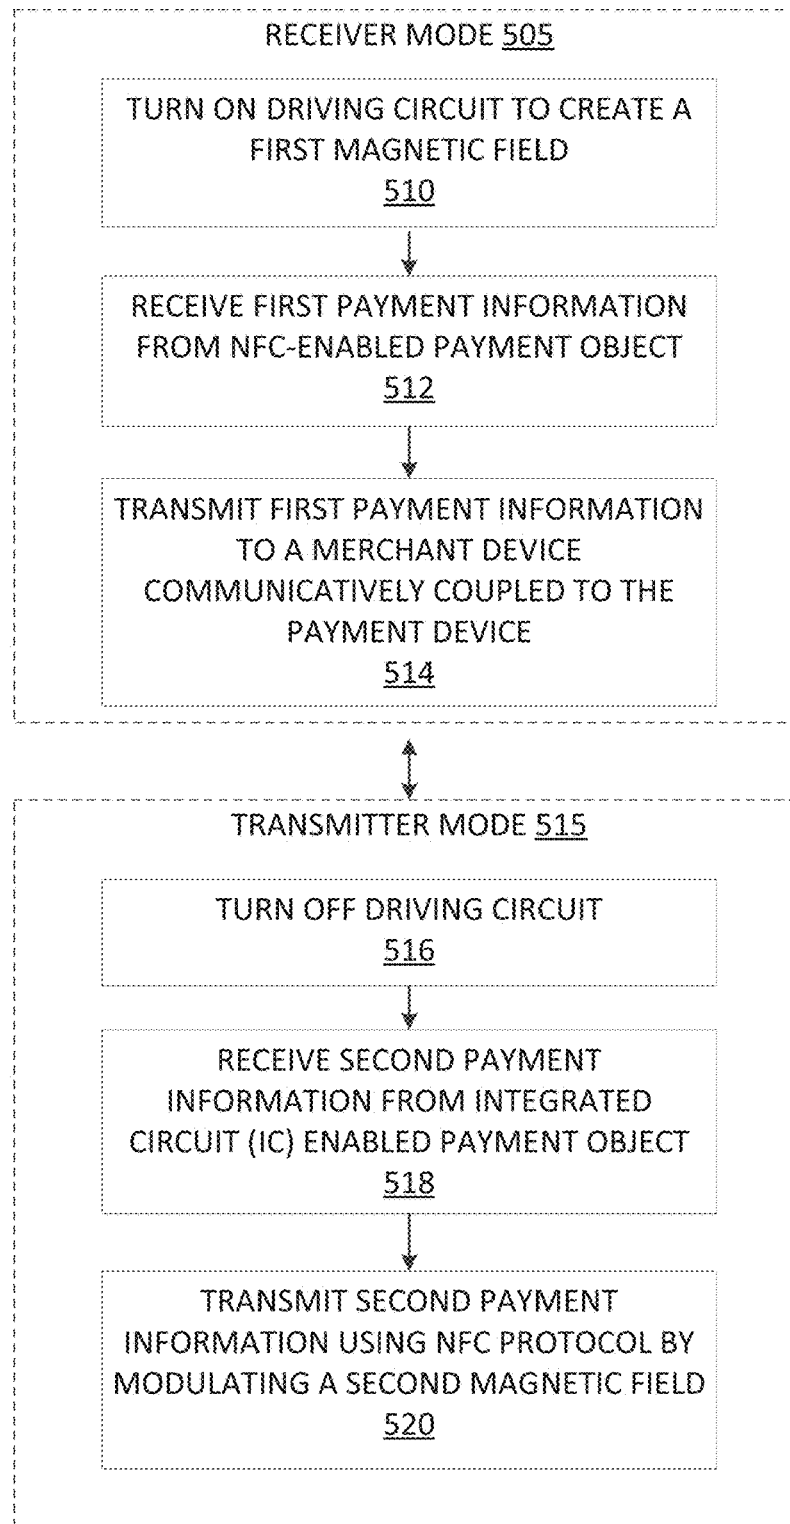 RECEIVER MODE 505
TURN ON DRIVING CIRCUIT TO CREATE A
FIRST MAGNETIC FIELD
510
RECEIVE FIRST PAYMENT INFORMATION
FROM NFC-ENABLED PAYMENT OBJECT
512
TRANSMIT FIRST PAYMENT INFORMATION
TO A MERCHANT DEVICE
COMMUNICATIVELY COUPLED TO THE
PAYMENT DEVICE
514
TRANSMITTER MODE 515
TURN OFF DRIVING CIRCUIT
516
RECEIVE SECOND PAYMENT
INFORMATION FROM INTEGRATED
CIRCUIT (IC) ENABLED PAYMENT OBJECT
518
TRANSMIT SECOND PAYMENT
INFORMATION USING NFC PROTOCOL BY
MODULATING A SECOND MAGNETIC FIELD
520